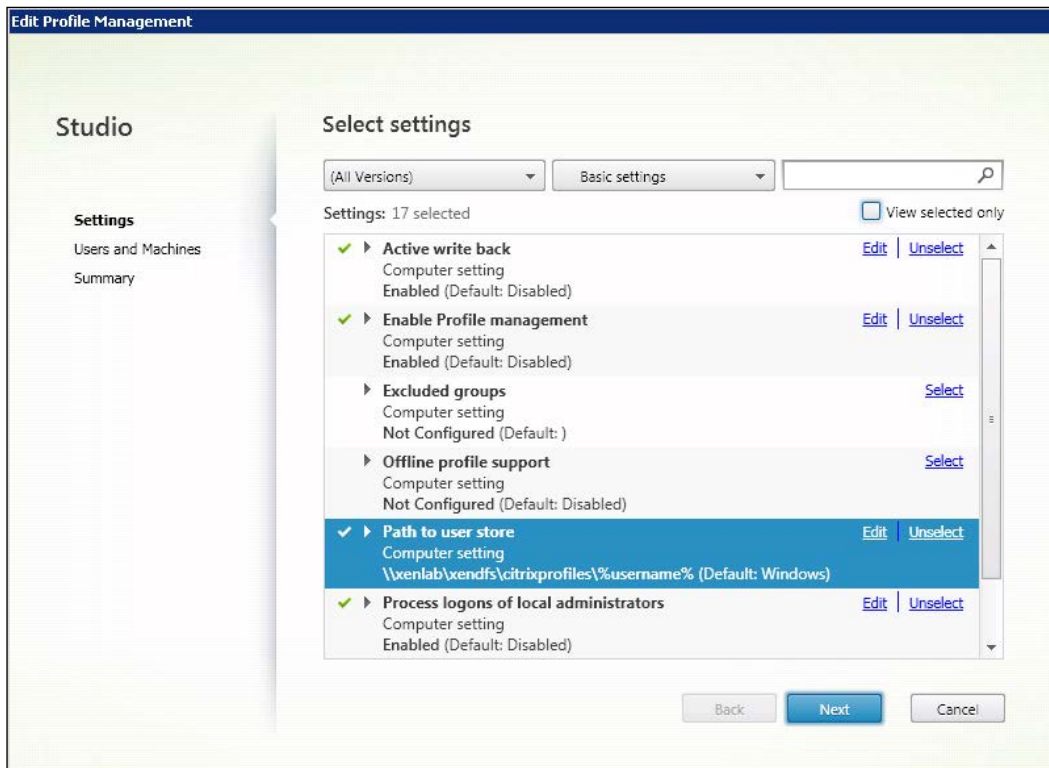 Edit Profile Management
Studio
Settings
Users and Machines
Summary
Select settings
(All Versions) Basic settings
Settings: 17 selected View selected only
Active write back Edit Unselect
Computer setting
Enabled (Default: Disabled)
Enable Profile management Edit Unselect
Computer setting
Enabled (Default: Disabled)
Excluded groups Select
Computer setting
Not Configured (Default: )
Offline profile support Select
Computer setting
Not Configured (Default: Disabled)
Path to user store Edit Unselect
Computer setting
\\xenlab\xendfs\citrixprofiles\%username% (Default: Windows)
Process logons of local administrators Edit Unselect
Computer setting
Enabled (Default: Disabled)
Back Next Cancel